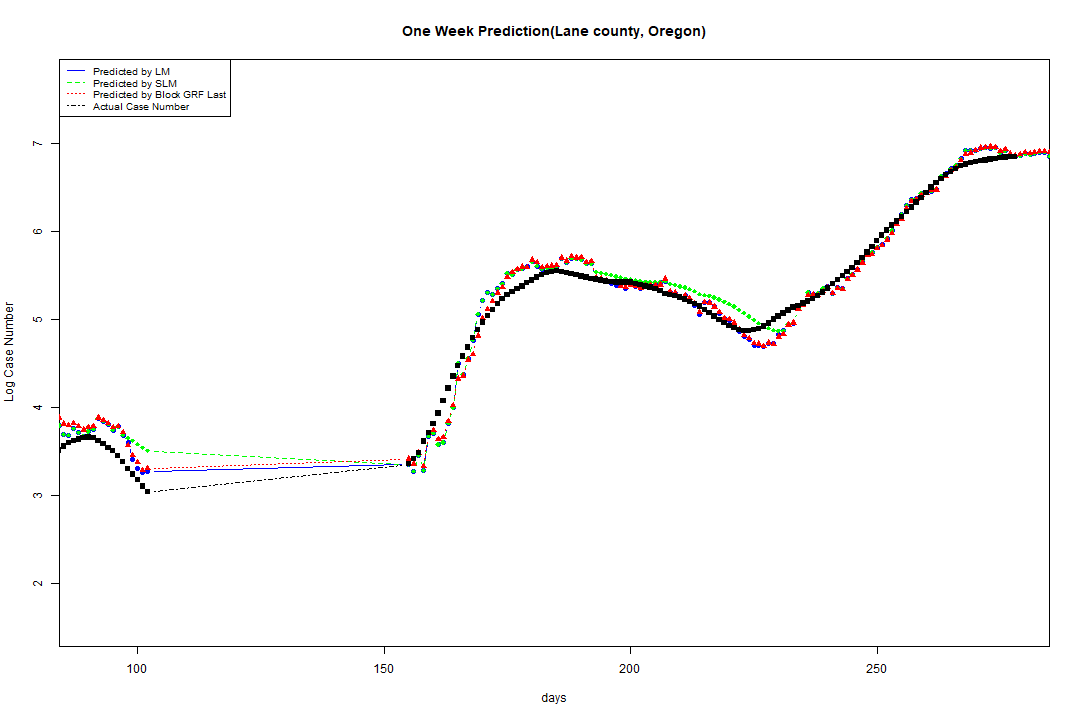 One Week Prediction(Lane county, Oregon)
Predicted by LM
Predicted by SLM
Predicted by Block GRF Last
Actual Case Number
7
6
5
4
3
2
Log Case Number
100 150 200 250
days